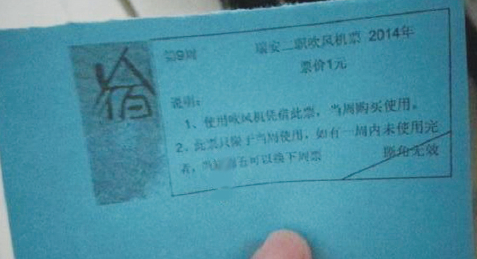 宿
第9周 瑞安二职吹风机票 2014年
票价1元
说明：
1、使用吹风机凭借此票，当周购买使用。
2、此票只限于当周使用，如有一周内未使用完
者，当 可以换下周票
撕角无效